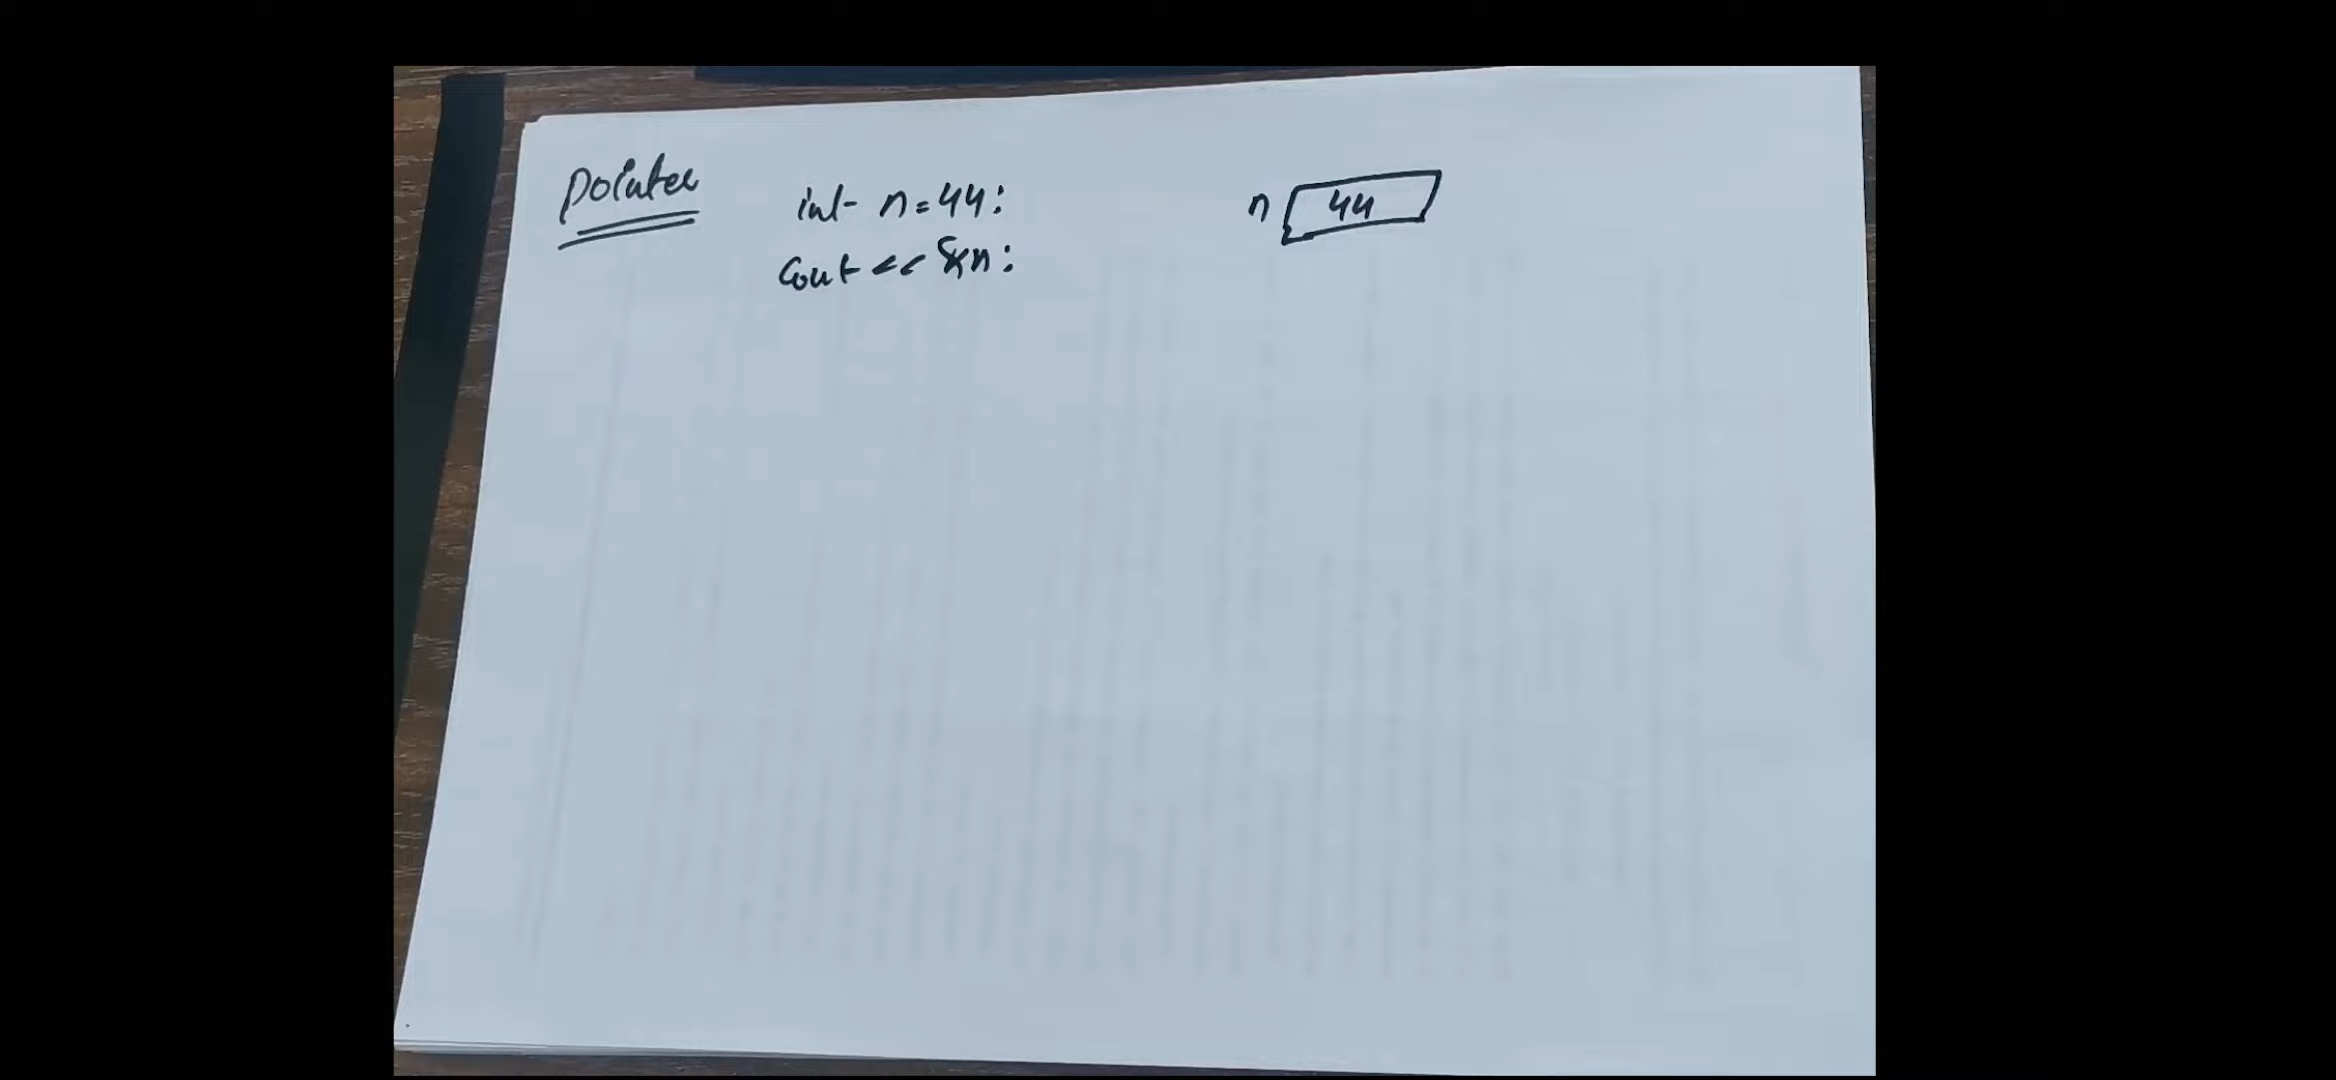 pointer
int n=44;
n 44
cout << &n;